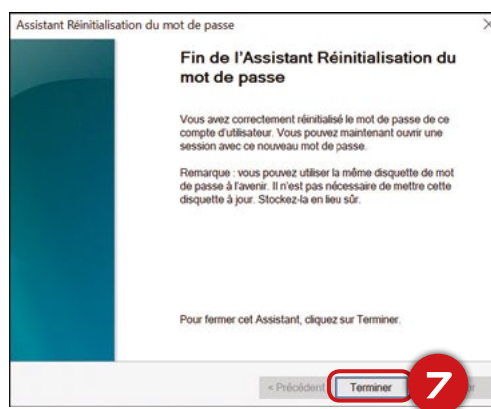 Assistant Réinitialisation du mot de passe
Fin de l'Assistant Réinitialisation du
mot de passe
Vous avez correctement réinitialisé le mot de passe de ce
compte d'utilisateur. Vous pouvez maintenant ouvrir une
session avec ce nouveau mot de passe.
Remarque : vous pouvez utiliser la même disquette de mot
de passe à l'avenir. Il n'est pas nécessaire de mettre cette
disquette à jour. Stockez-la en lieu sûr.
Pour fermer cet Assistant, cliquez sur Terminer.
< Précédent Terminer 7